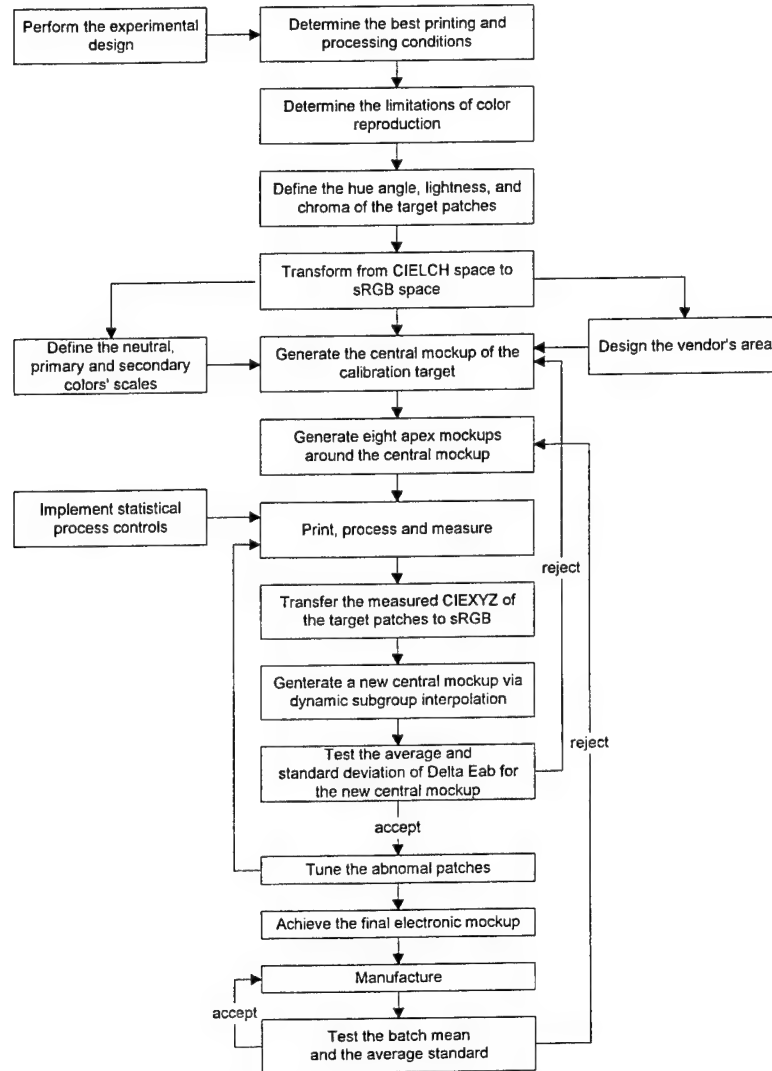 Perform the experimental
design
Determine the best printing and
processing conditions
Determine the limitations of color
reproduction
Define the hue angle, lightness, and
chroma of the target patches
Transform from CIELCH space to
sRGB space
Define the neutral,
primary and secondary
colors' scales
Generate the central mockup of the
calibration target
Design the vendor's area
Generate eight apex mockups
around the central mockup
Implement statistical
process controls
Print, process and measure
reject
Transfer the measured CIEXYZ of
the target patches to sRGB
Genterate a new central mockup via
dynamic subgroup interpolation
reject
Test the average and
standard deviation of Delta Eab for
the new central mockup
accept
Tune the abnomal patches
Achieve the final electronic mockup
Manufacture
accept
Test the batch mean
and the average standard